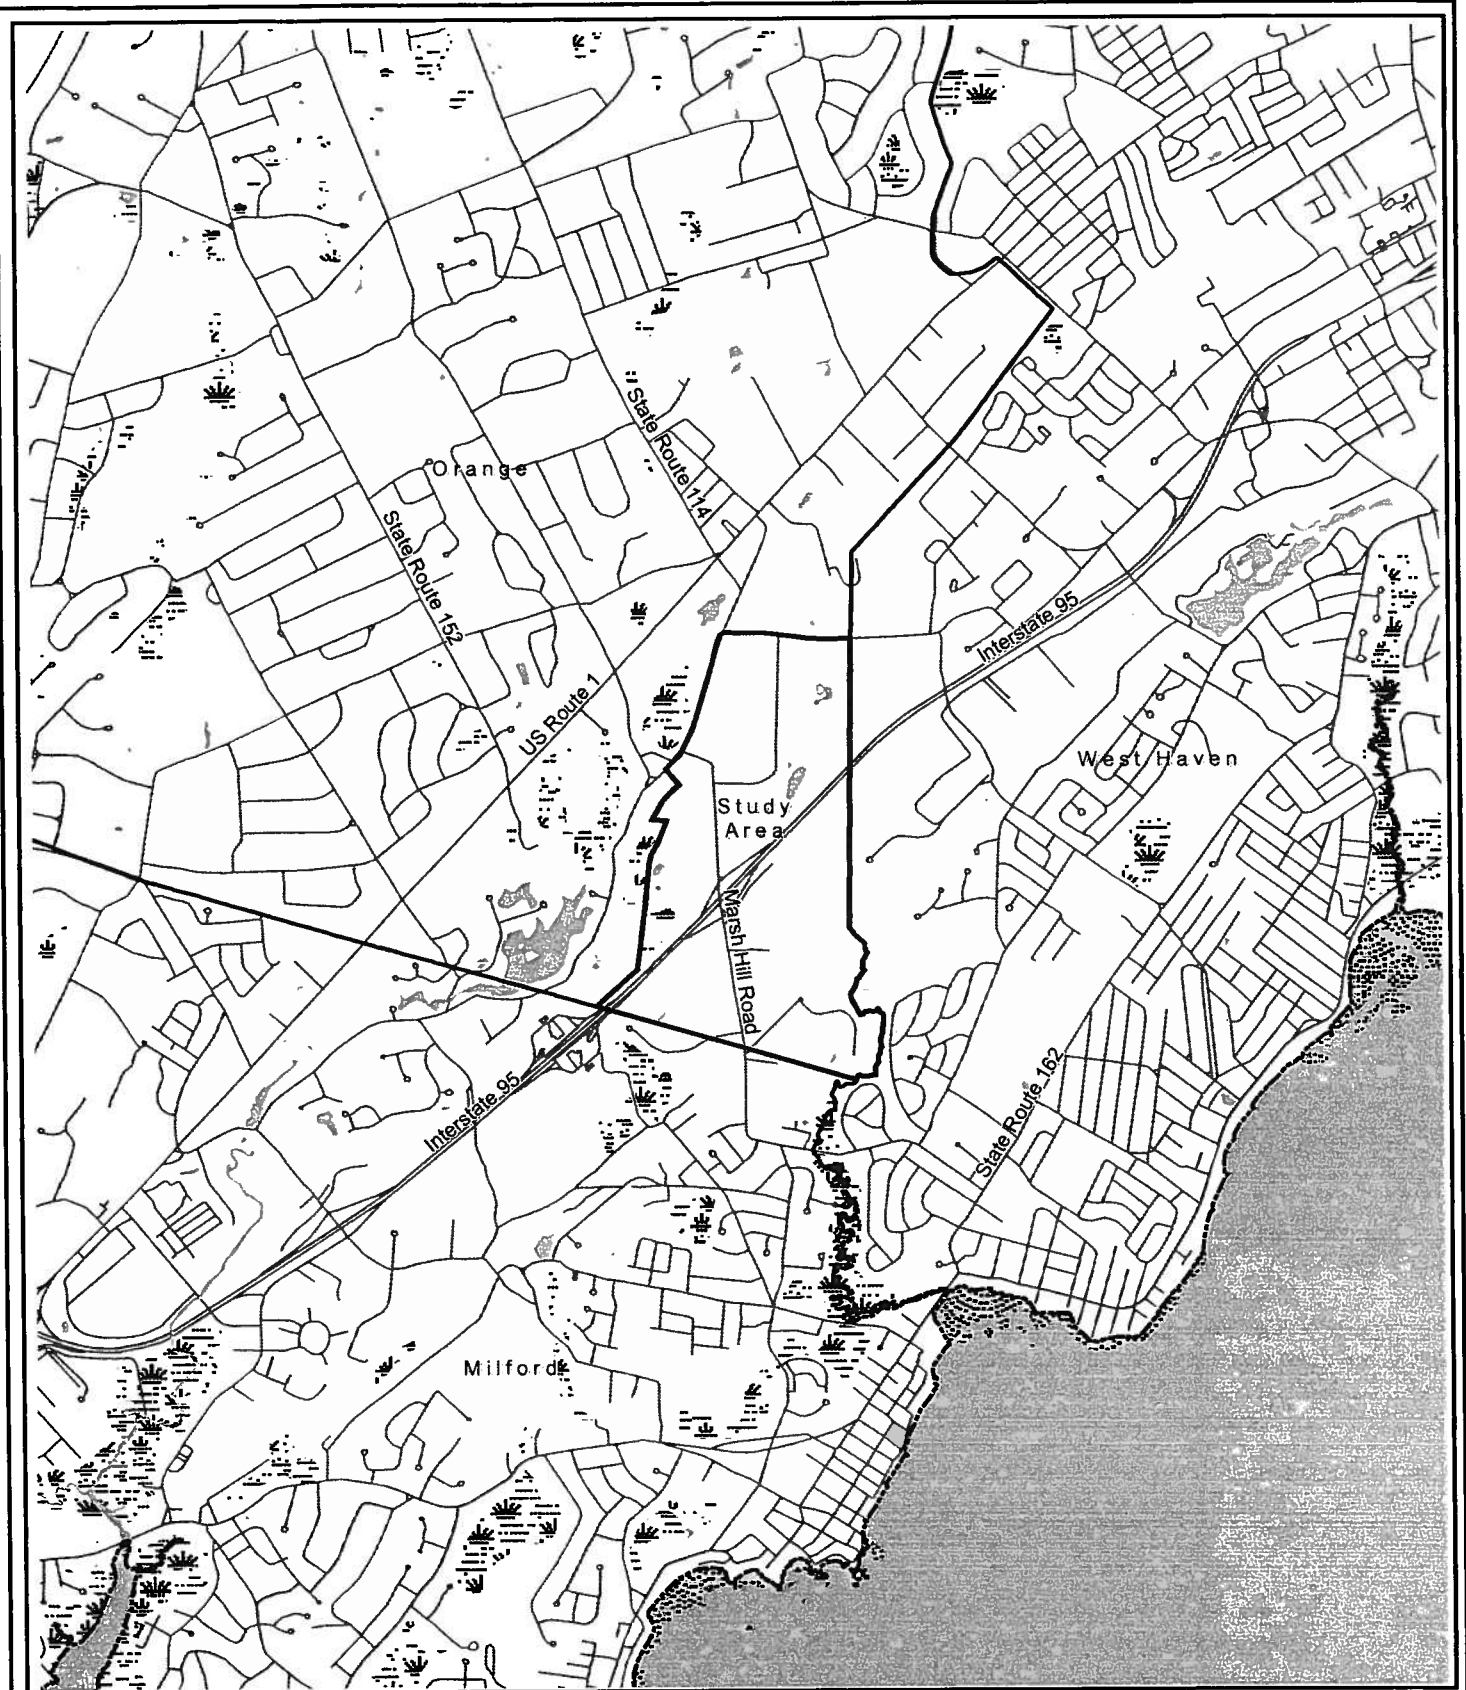 State Route 114
Orange
State Route 152
Interstate 95
US Route 1
West Haven
Study
Area
Marsh Hill Road
Interstate 95
State Route 162
Milford